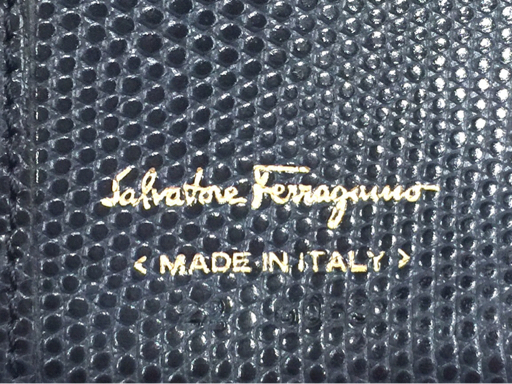 Salvatore Ferragamo
< MADE IN ITALY >